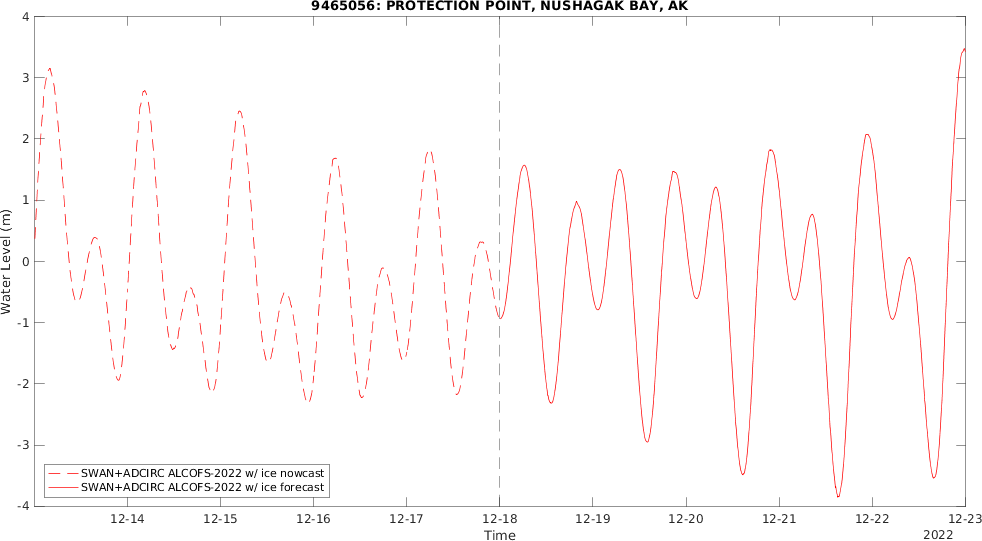 9465056: PROTECTION POINT, NUSHAGAK BAY, AK
Water Level (m)
4
3
2
1
0
-1
-2
-3
-4
SWAN+ADCIRC ALCOFS-2022 w/ ice nowcast
SWAN+ADCIRC ALCOFS-2022 w/ ice forecast
12-14 12-15 12-16 12-17 12-18 12-19 12-20 12-21 12-22 12-23
Time
2022